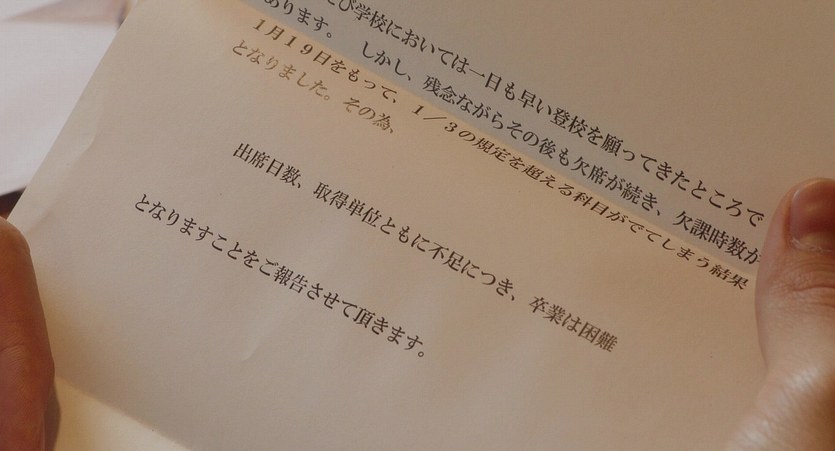 び学校においては一日も早い登校を願ってきたところで
あります。　しかし、残念ながらその後も欠席が続き、欠課時数が
１月１９日をもって、１／３の規定を超える科目がでてしまう結果
となりました。その為、
出席日数、取得単位ともに不足につき、卒業は困難
となりますことをご報告させて頂きます。